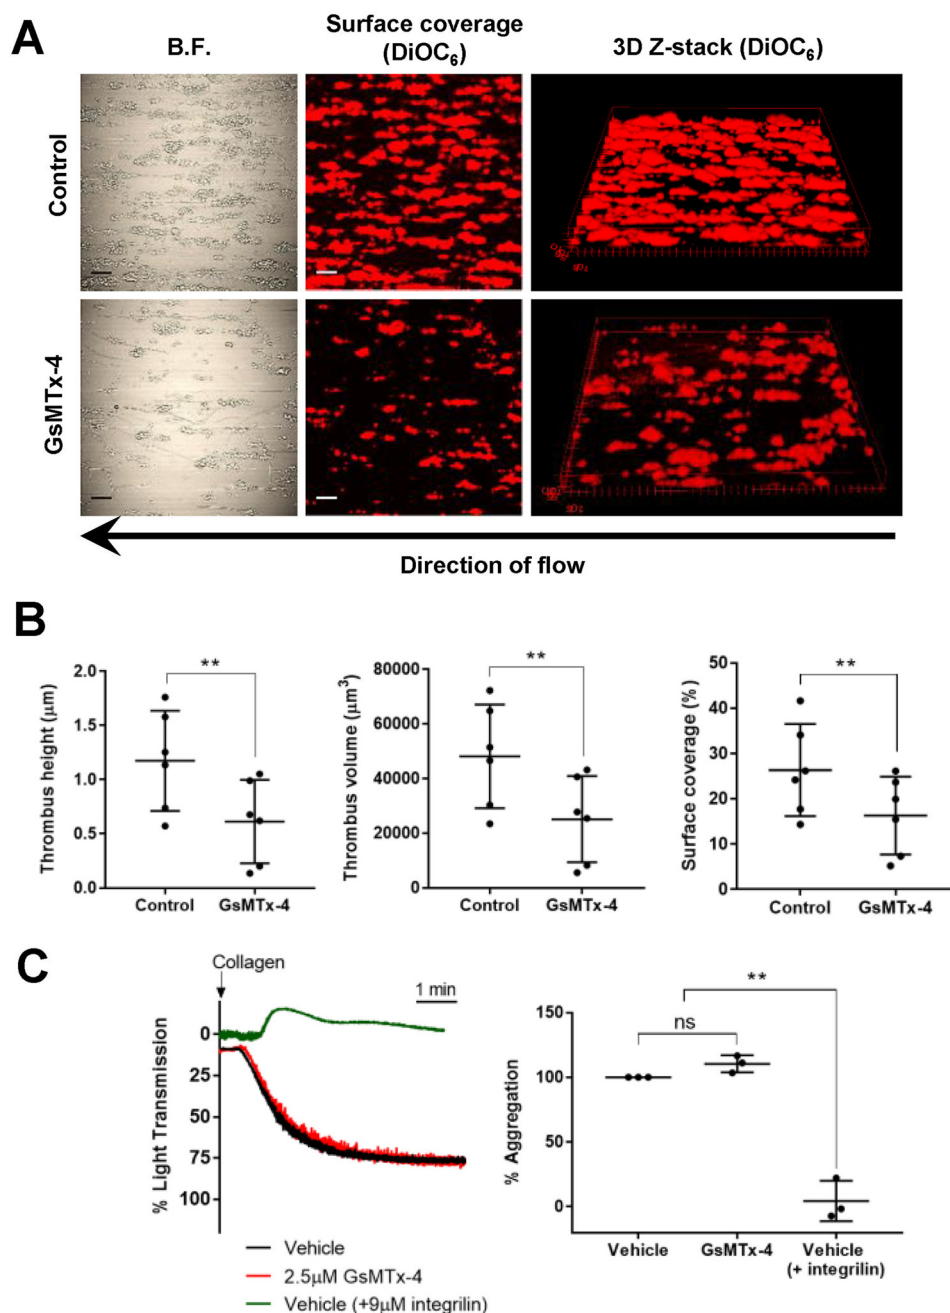 A
B.F.
Surface coverage
(DiOC₆)
3D Z-stack (DiOC₆)
Control
GsMTx-4
Direction of flow
B
Thrombus height (μm)
2.0
1.5
1.0
0.5
0.0
**
Control
GsMTx-4
Thrombus volume (μm³)
80000
60000
40000
20000
0
**
Control
GsMTx-4
Surface coverage (%)
50
40
30
20
10
0
**
Control
GsMTx-4
C
Collagen
1 min
% Light Transmission
0
25
50
75
100
Vehicle
2.5μM GsMTx-4
Vehicle (+9μM integrilin)
% Aggregation
150
100
50
0
ns
**
Vehicle
GsMTx-4
Vehicle
(+ integrilin)